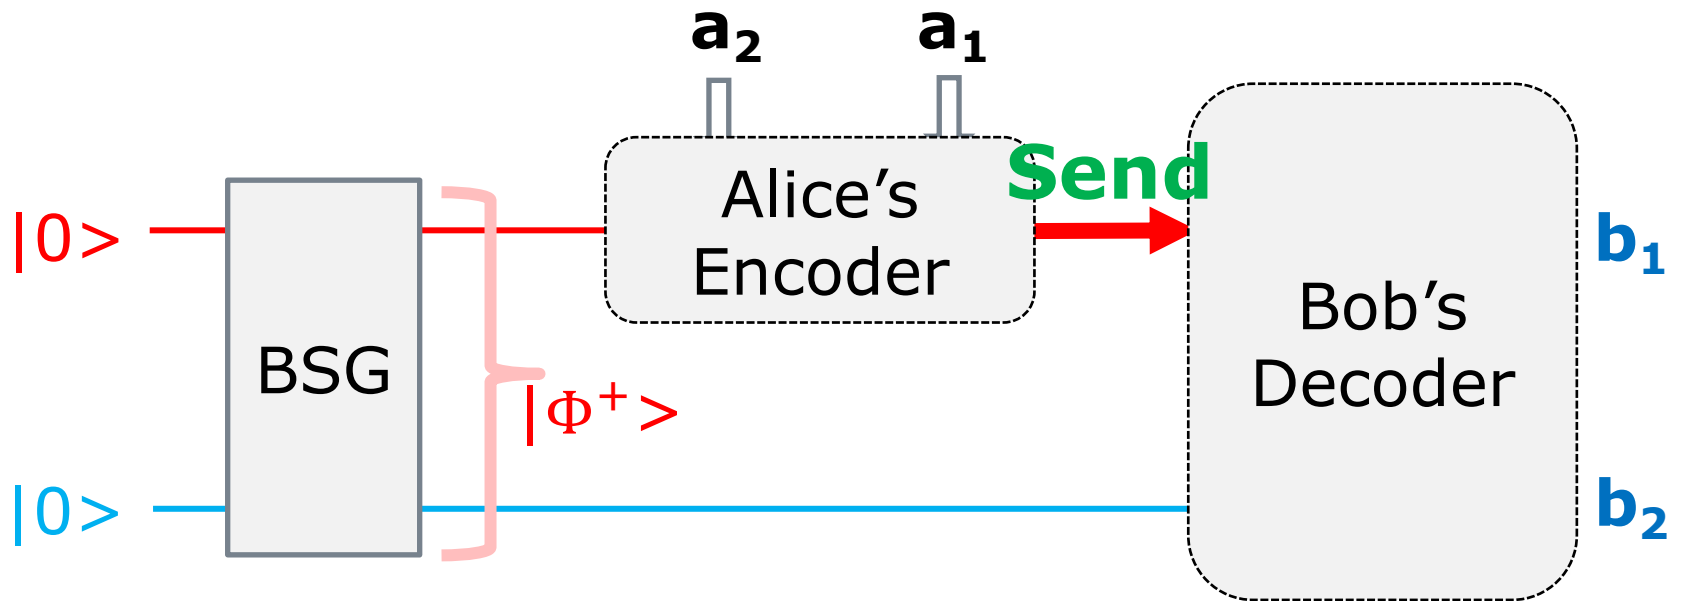 a₂ a₁
Send
Alice’s
Encoder
|0>
b₁
BSG
Bob’s
Decoder
|Φ⁺>
|0>
b₂